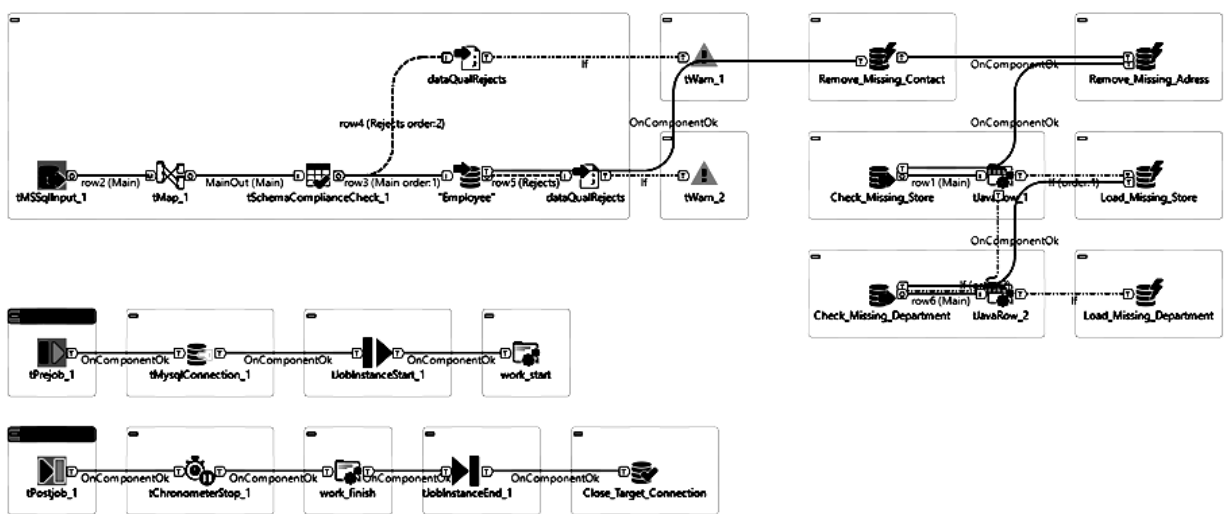 dataQualRejects
If
tWarn_1
Remove_Missing_Contact
OnComponentOk
Remove_Missing_Adress
row4 (Rejects order:2)
OnComponentOk
OnComponentOk
tMSSqlInput_1
row2 (Main)
tMap_1
MainOut (Main)
tSchemaComplianceCheck_1
row3 (Main order:1)
"Employee"
row5 (Rejects)
dataQualRejects
If
tWarn_2
Check_Missing_Store
row1 (Main)
tJavaRow_1
If (order:1)
Load_Missing_Store
OnComponentOk
Check_Missing_Department
row6 (Main)
tJavaRow_2
If
Load_Missing_Department
tPrejob_1
OnComponentOk
tMysqlConnection_1
OnComponentOk
tJobInstanceStart_1
OnComponentOk
work_start
tPostjob_1
OnComponentOk
tChronometerStop_1
OnComponentOk
work_finish
OnComponentOk
tJobInstanceEnd_1
OnComponentOk
Close_Target_Connection